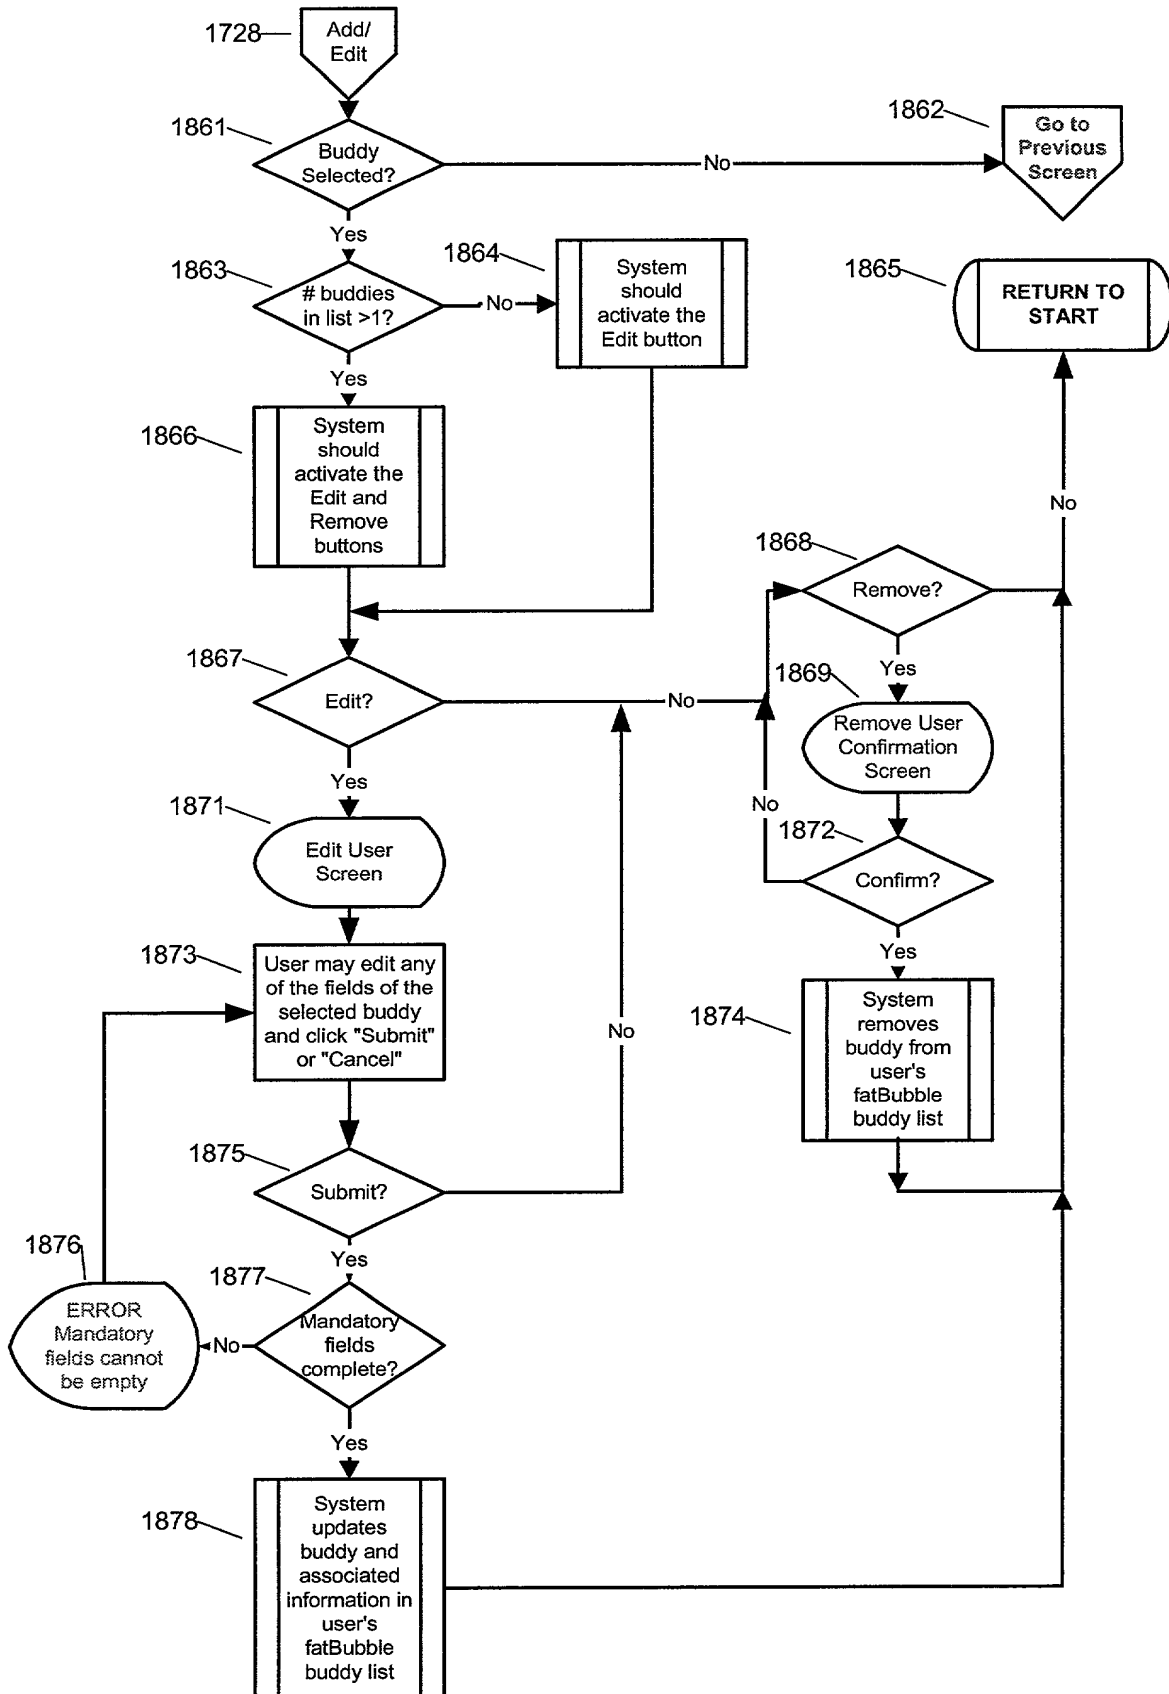 1728
Add/
Edit
1861
Buddy
Selected?
No
1862
Go to
Previous
Screen
Yes
1863
# buddies
in list >1?
No
1864
System
should
activate the
Edit button
1865
RETURN TO
START
Yes
1866
System
should
activate the
Edit and
Remove
buttons
No
1868
Remove?
1867
Edit?
No
Yes
1869
Remove User
Confirmation
Screen
Yes
1871
Edit User
Screen
No
1872
Confirm?
Yes
1873
User may edit any
of the fields of the
selected buddy
and click "Submit"
or "Cancel"
No
1874
System
removes
buddy from
user's
fatBubble
buddy list
1875
Submit?
Yes
1876
ERROR
Mandatory
fields cannot
be empty
No
1877
Mandatory
fields
complete?
Yes
1878
System
updates
buddy and
associated
information in
user's
fatBubble
buddy list